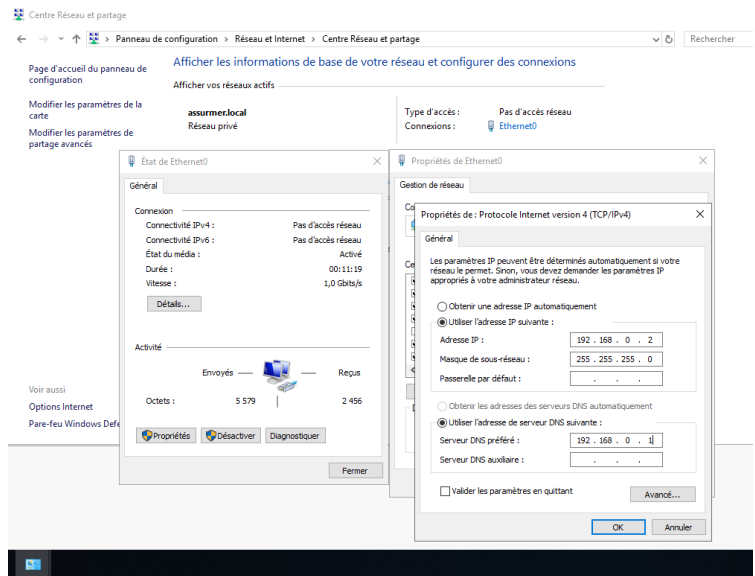 Centre Réseau et partage
Panneau de configuration > Réseau et Internet > Centre Réseau et partage
Rechercher
Page d'accueil du panneau de configuration
Modifier les paramètres de la carte
Modifier les paramètres de partage avancés
Afficher les informations de base de votre réseau et configurer des connexions
Afficher vos réseaux actifs
assurmer.local
Réseau privé
Type d'accès : Pas d'accès réseau
Connexions : Ethernet0
Voir aussi
Options Internet
Pare-feu Windows Defe
État de Ethernet0
Général
Connexion
Connectivité IPv4 : Pas d'accès réseau
Connectivité IPv6 : Pas d'accès réseau
État du média : Activé
Durée : 00:11:19
Vitesse : 1,0 Gbits/s
Détails...
Activité
Envoyés — — Reçus
Octets : 5 579 | 2 456
Propriétés Désactiver Diagnostiquer
Fermer
Propriétés de Ethernet0
Gestion de réseau
Co
Ce
Propriétés de : Protocole Internet version 4 (TCP/IPv4)
Général
Les paramètres IP peuvent être déterminés automatiquement si votre
réseau le permet. Sinon, vous devez demander les paramètres IP
appropriés à votre administrateur réseau.
Obtenir une adresse IP automatiquement
Utiliser l'adresse IP suivante :
Adresse IP : 192 . 168 . 0 . 2
Masque de sous-réseau : 255 . 255 . 255 . 0
Passerelle par défaut : . . .
Obtenir les adresses des serveurs DNS automatiquement
Utiliser l'adresse de serveur DNS suivante :
Serveur DNS préféré : 192 . 168 . 0 . 1
Serveur DNS auxiliaire : . . .
Valider les paramètres en quittant
Avancé...
OK Annuler